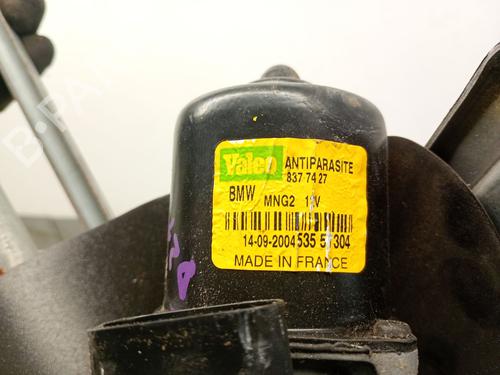 Valeo ANTIPARASITE
837 74 27
BMW MNG2 12V
14-09-2004 535 57304
MADE IN FRANCE